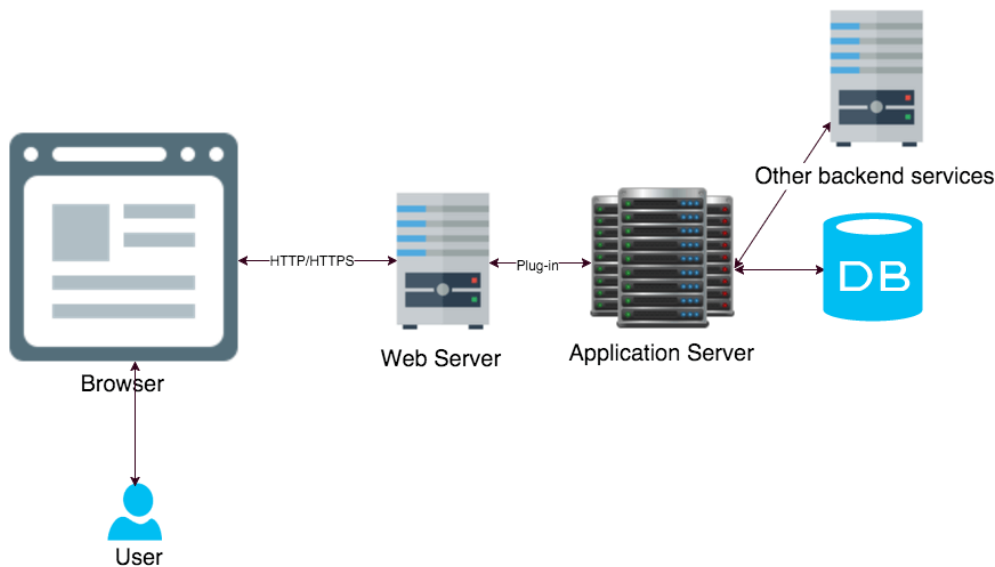 Other backend services
HTTP/HTTPS
Plug-in
DB
Web Server
Application Server
Browser
User